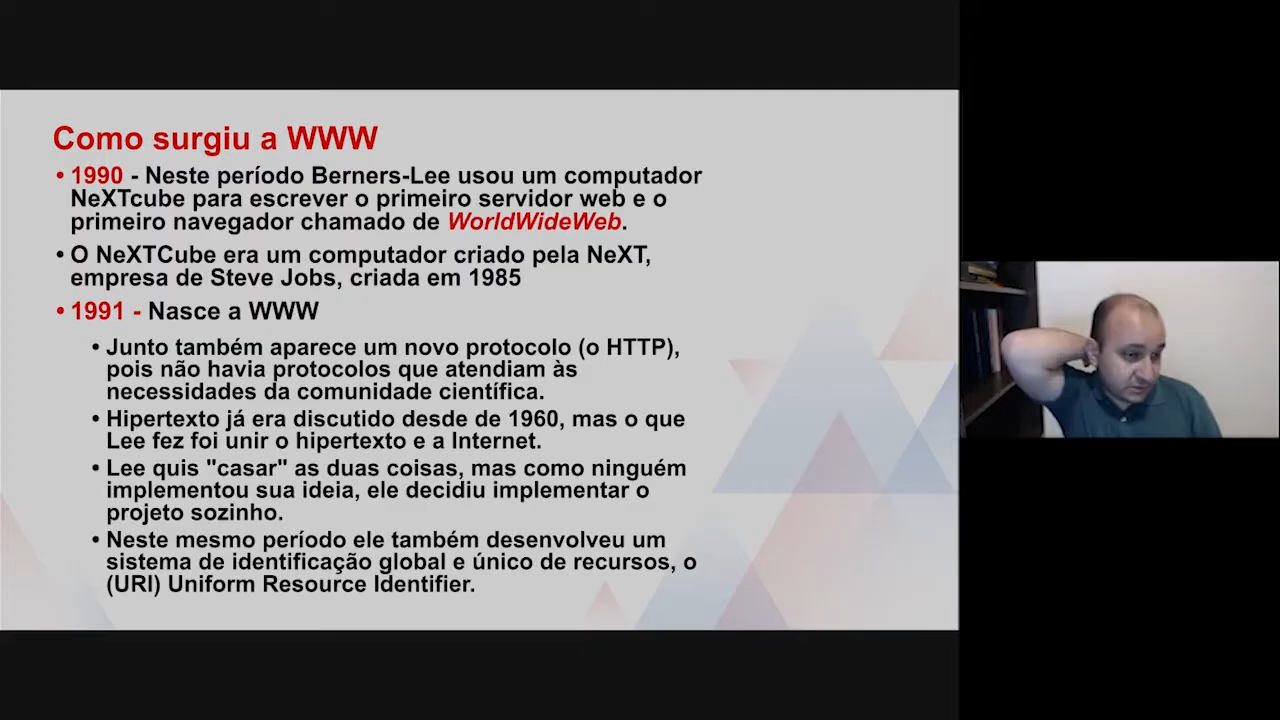 Como surgiu a WWW
• 1990 - Neste período Berners-Lee usou um computador
NeXTcube para escrever o primeiro servidor web e o
primeiro navegador chamado de WorldWideWeb.
• O NeXTCube era um computador criado pela NeXT,
empresa de Steve Jobs, criada em 1985
• 1991 - Nasce a WWW
• Junto também aparece um novo protocolo (o HTTP),
pois não havia protocolos que atendiam às
necessidades da comunidade científica.
• Hipertexto já era discutido desde de 1960, mas o que
Lee fez foi unir o hipertexto e a Internet.
• Lee quis "casar" as duas coisas, mas como ninguém
implementou sua ideia, ele decidiu implementar o
projeto sozinho.
• Neste mesmo período ele também desenvolveu um
sistema de identificação global e único de recursos, o
(URI) Uniform Resource Identifier.